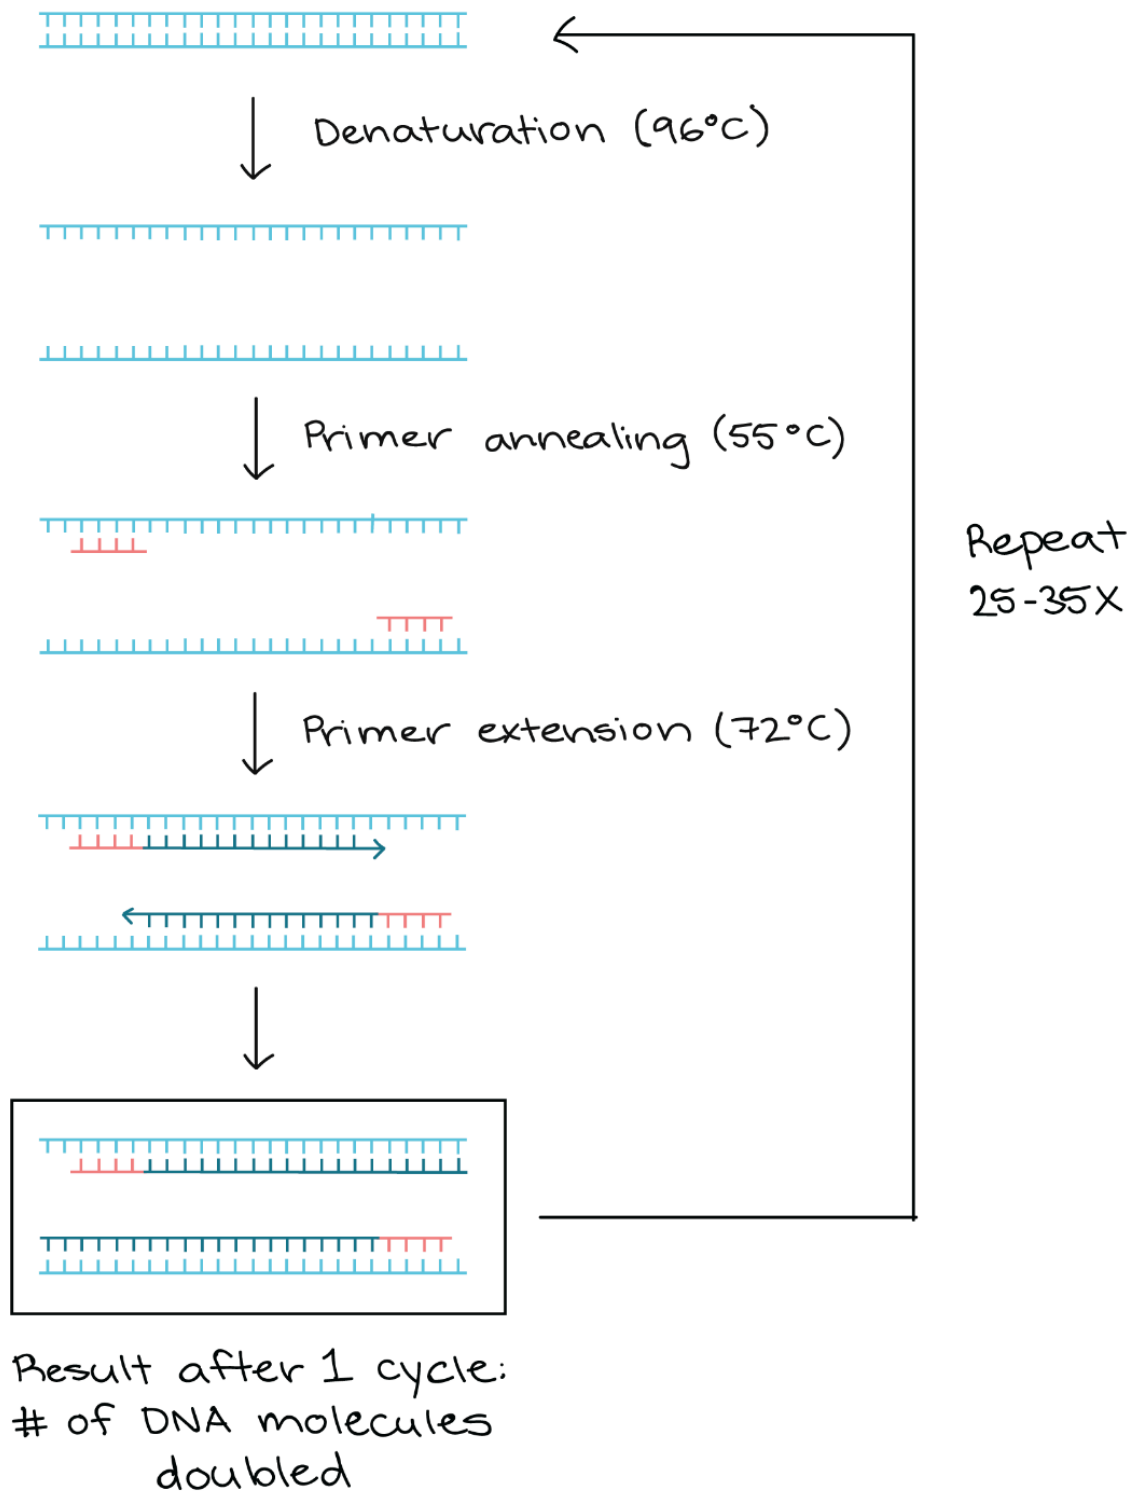 Denaturation (96°C)
Primer annealing (55°C)
Repeat
25-35X
Primer extension (72°C)
Result after 1 cycle:
# of DNA molecules
doubled